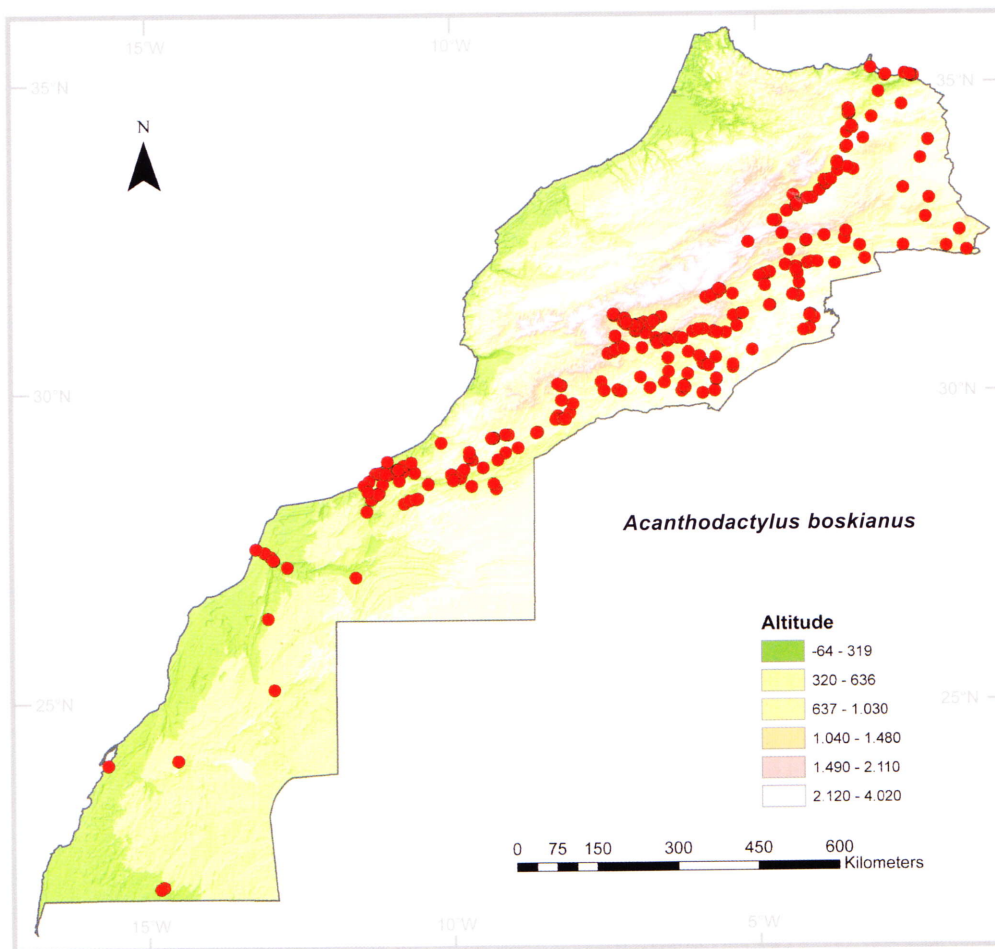 15°W
10°W
5°W
35°N
35°N
N
30°N
30°N
Acanthodactylus boskianus
Altitude
-64 - 319
320 - 636
637 - 1.030
1.040 - 1.480
1.490 - 2.110
2.120 - 4.020
25°N
25°N
0 75 150 300 450 600
Kilometers
15°W
10°W
5°W